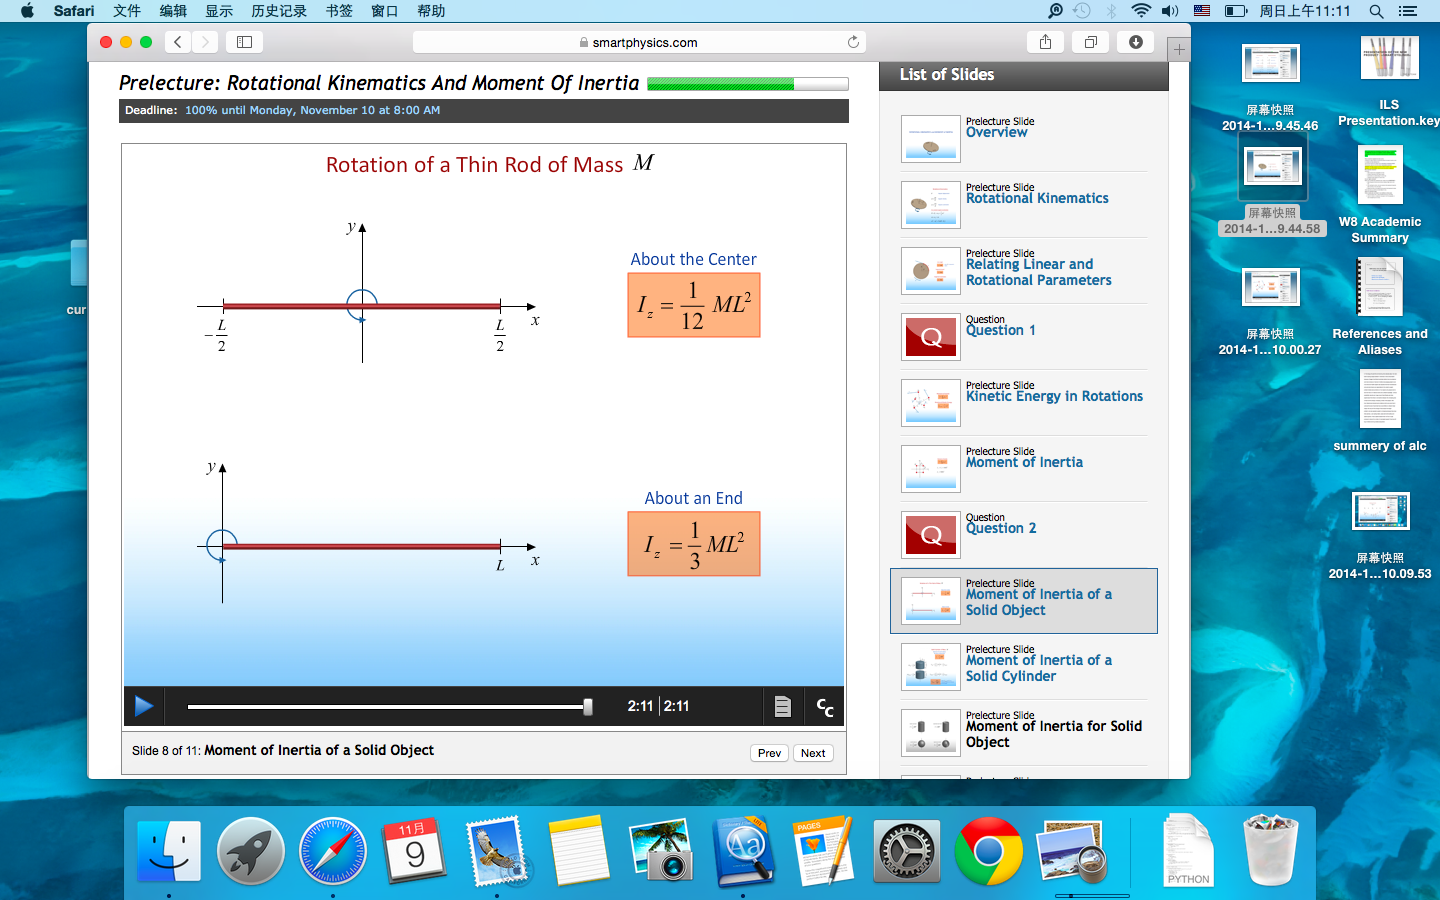 Safari 文件 编辑 显示 历史记录 书签 窗口 帮助 周日上午11:11
smartphysics.com
Prelecture: Rotational Kinematics And Moment Of Inertia
Deadline: 100% until Monday, November 10 at 8:00 AM
Rotation of a Thin Rod of Mass M
y
x
-L/2
L/2
About the Center
I_z = 1/12 ML²
y
x
L
About an End
I_z = 1/3 ML²
2:11 | 2:11
CC
Slide 8 of 11: Moment of Inertia of a Solid Object
Prev Next
List of Slides
Prelecture Slide
Overview
Prelecture Slide
Rotational Kinematics
Prelecture Slide
Relating Linear and
Rotational Parameters
Q
Question
Question 1
Prelecture Slide
Kinetic Energy in Rotations
Prelecture Slide
Moment of Inertia
Q
Question
Question 2
Prelecture Slide
Moment of Inertia of a
Solid Object
Prelecture Slide
Moment of Inertia of a
Solid Cylinder
Prelecture Slide
Moment of Inertia for Solid
Object
cur
屏幕快照
2014-1...9.45.46
屏幕快照
2014-1...9.44.58
屏幕快照
2014-1...10.00.27
ILS
Presentation.key
W8 Academic
Summary
References and
Aliases
summery of alc
屏幕快照
2014-1...10.09.53
11月
9
Aa
PAGES
PYTHON